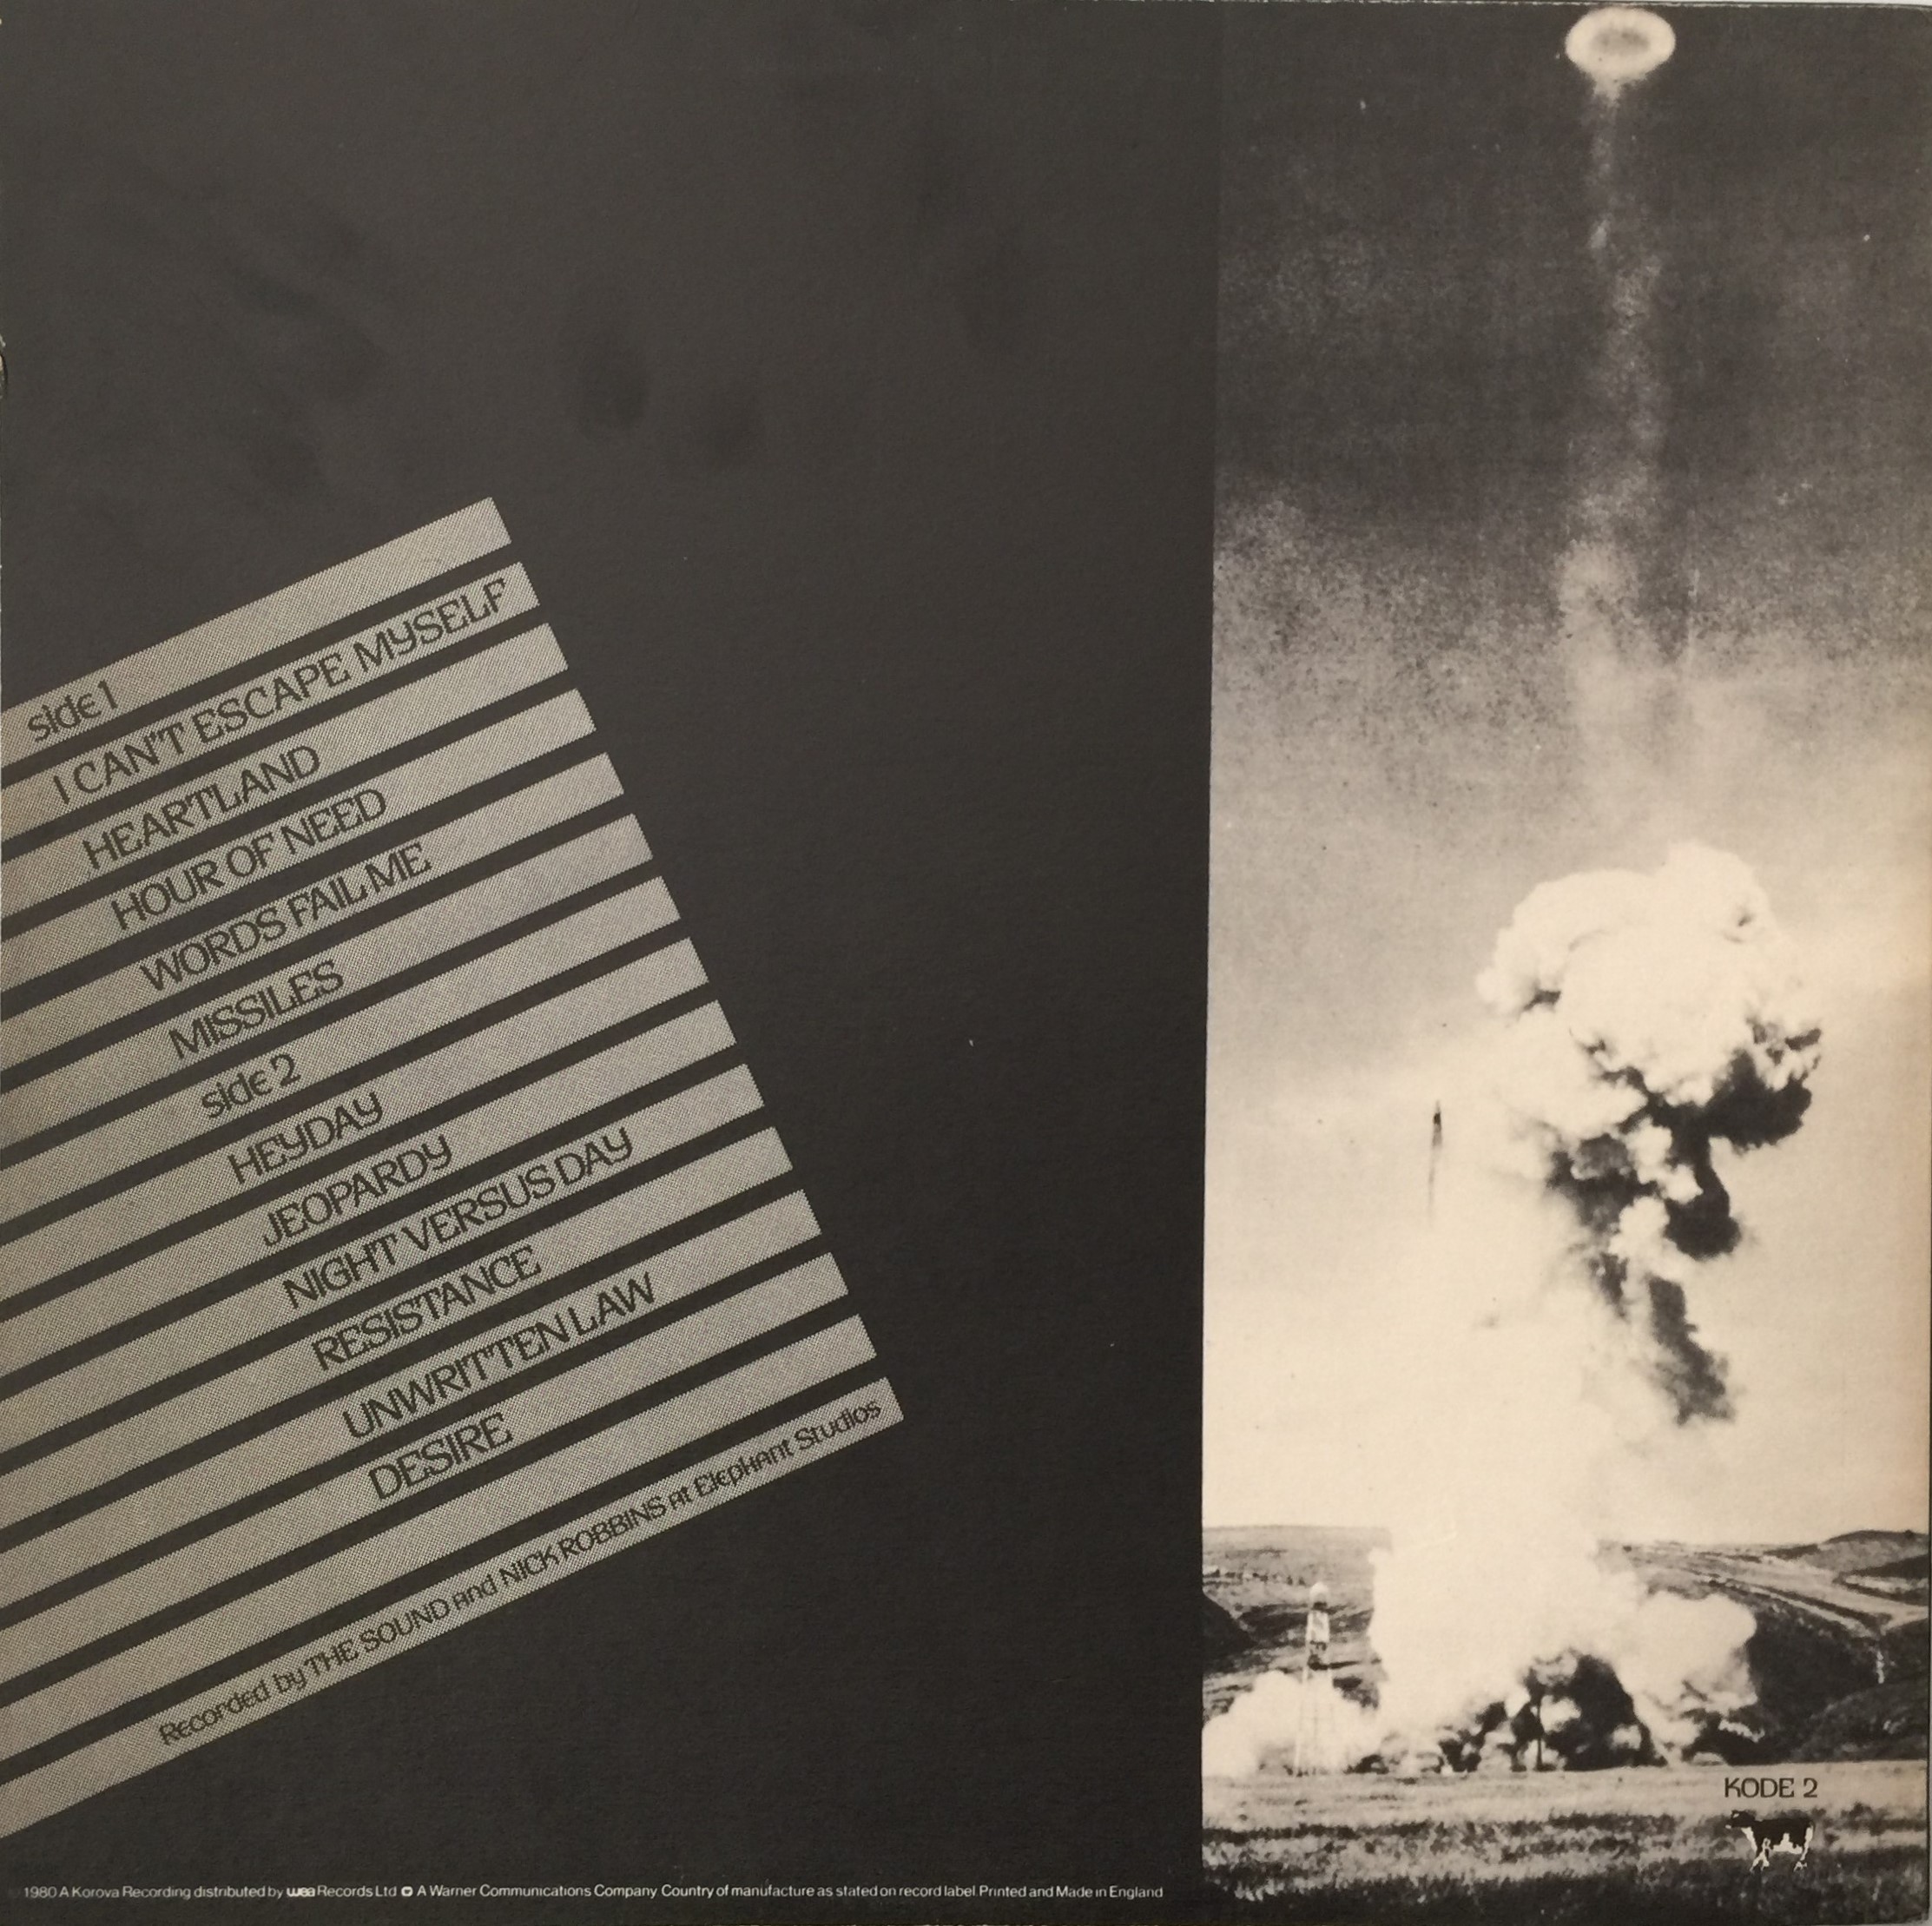 side 1
I CAN'T ESCAPE MYSELF
HEARTLAND
HOUR OF NEED
WORDS FAIL ME
MISSILES
side 2
HEYDAY
JEOPARDY
NIGHT VERSUS DAY
RESISTANCE
UNWRITTEN LAW
DESIRE
Recorded by THE SOUND and NICK ROBBINS at Elephant Studios
KODE 2
1980 A Korova Recording distributed by wea Records Ltd A Warner Communications Company Country of manufacture as stated on record label Printed and Made in England